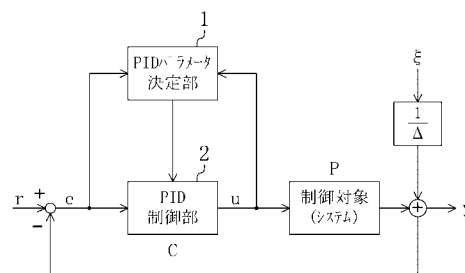 1
PIDパラメータ
決定部
ξ
1
Δ
2
P
r
+
e
PID
制御部
u
制御対象
(システム)
+
y
−
C